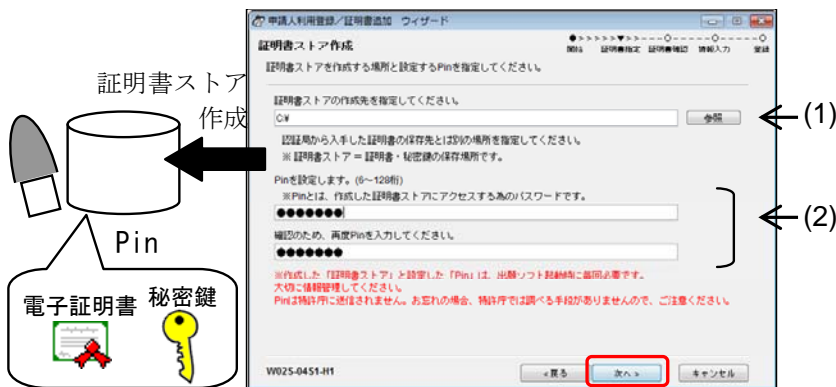 申請人利用登録／証明書追加　ウィザード
証明書ストア作成
●>>>>>▼>>---○-----○-----○
開始　証明書指定　証明書確認　情報入力　登録
証明書ストアを作成する場所と設定するPinを指定してください。
証明書ストア
作成
証明書ストアの作成先を指定してください。
C:¥
参照
(1)
認証局から入手した証明書の保存先とは別の場所を指定してください。
※ 証明書ストア＝証明書・秘密鍵の保存場所です。
Pinを設定します。(6～128桁)
※Pinとは、作成した証明書ストアにアクセスする為のパスワードです。
●●●●●●●
(2)
確認のため、再度Pinを入力してください。
●●●●●●●
※作成した「証明書ストア」と設定した「Pin」は、出願ソフト起動時に毎回必要です。
大切に情報管理してください。
Pinは特許庁に送信されません。お忘れの場合、特許庁では調べる手段がありませんので、ご注意ください。
Pin
電子証明書
秘密鍵
W025-0451-H1
<戻る
次へ>
キャンセル